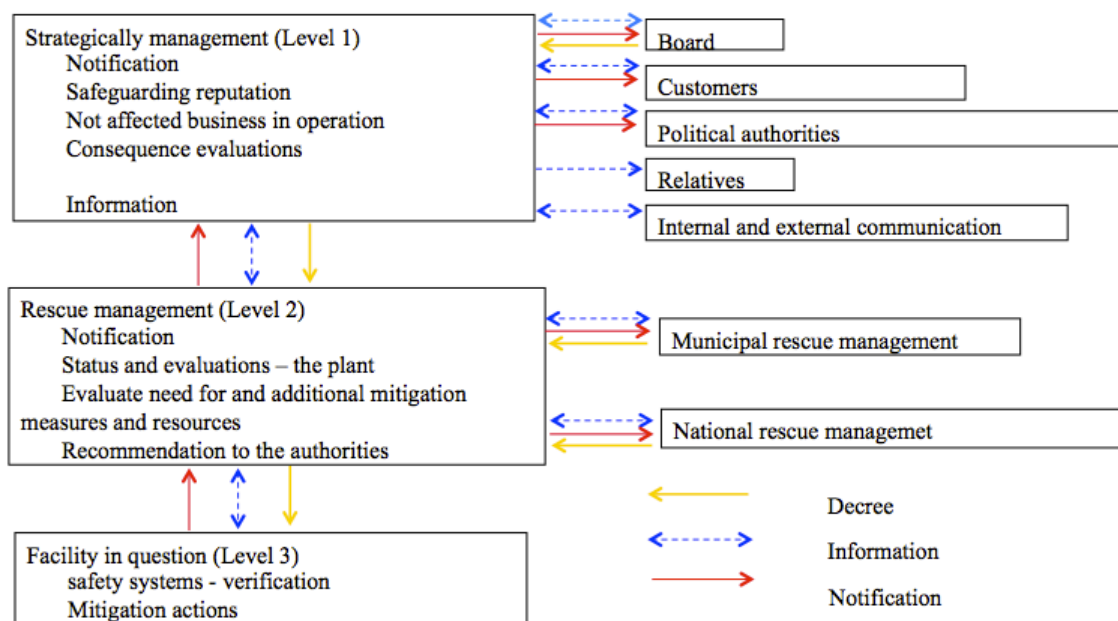 Strategically management (Level 1)
Notification
Safeguarding reputation
Not affected business in operation
Consequence evaluations
Information
Board
Customers
Political authorities
Relatives
Internal and external communication
Rescue management (Level 2)
Notification
Status and evaluations – the plant
Evaluate need for and additional mitigation
measures and resources
Recommendation to the authorities
Municipal rescue management
National rescue managemet
Facility in question (Level 3)
safety systems - verification
Mitigation actions
Decree
Information
Notification